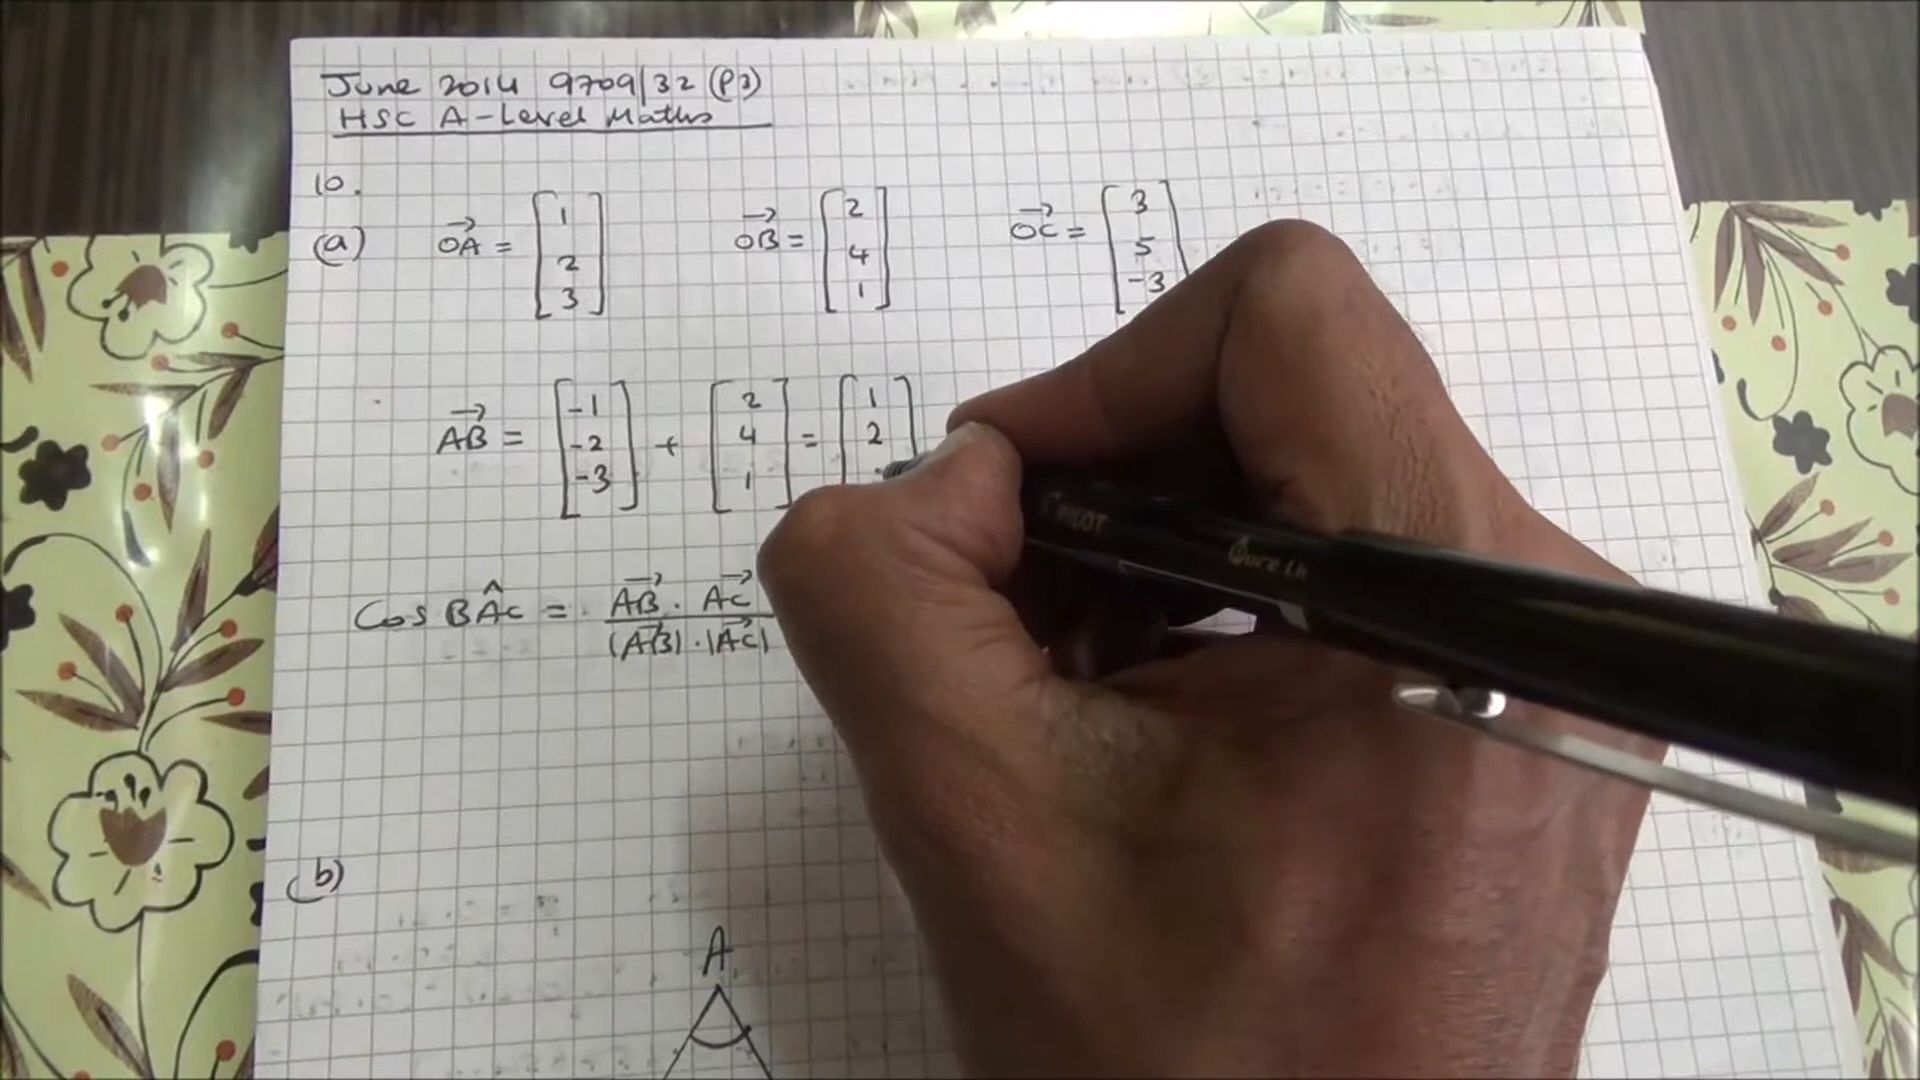 June 2014 9709/32 (P3)
HSC A-Level Maths
10.
(a) OA = [1 2 3] OB = [2 4 1] OC = [3 5 -3]
AB = [-1 -2 -3] + [2 4 1] = [1 2
Cos BÂC = AB . AC
|AB| . |AC|
PILOT
(b)
A